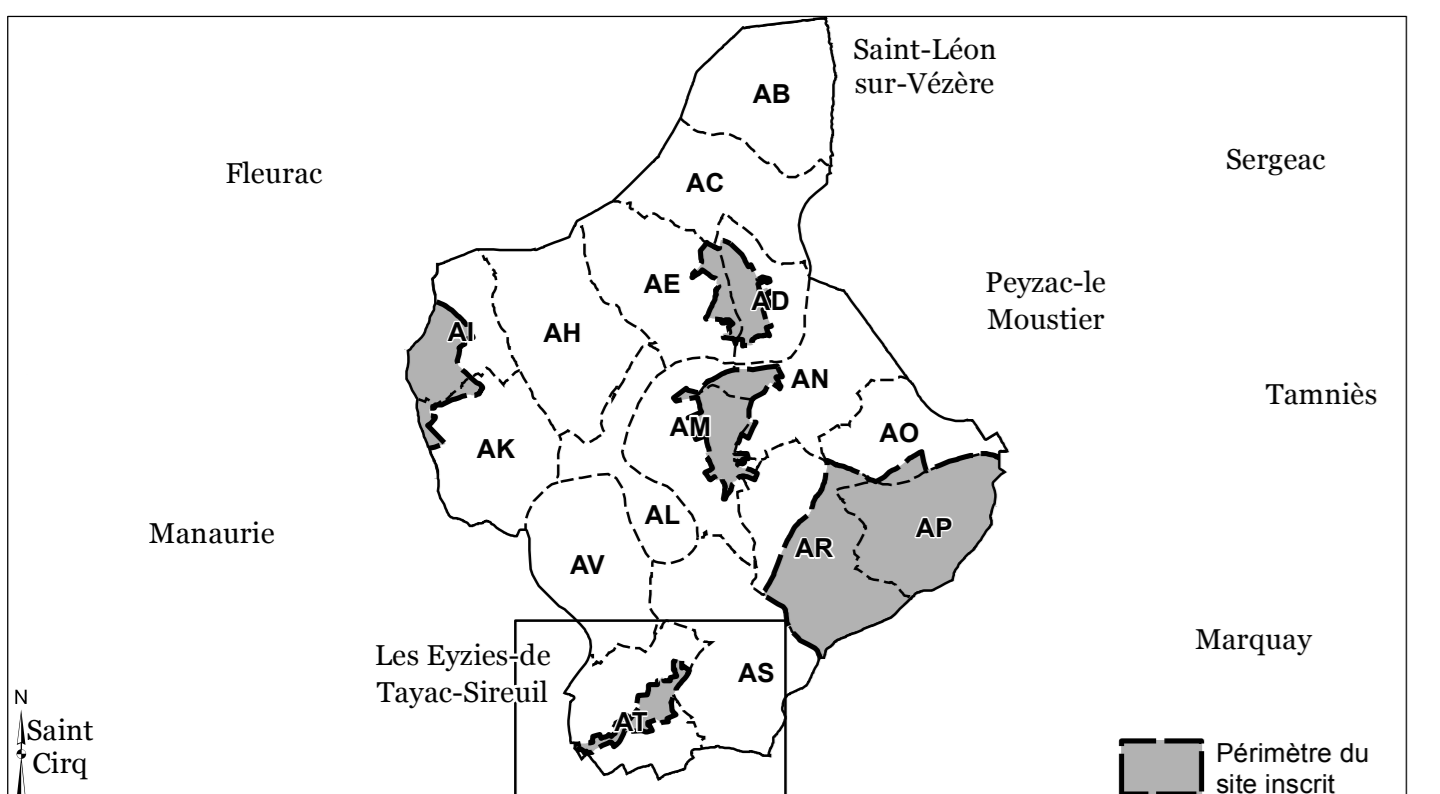 Saint-Léon
sur-Vézère
AB
Sergeac
Fleurac
AC
AE
AD
Peyzac-le
Moustier
AI
AH
AN
Tamniès
AM
AO
AK
AL
AP
Manaurie
AR
AV
Marquay
Les Eyzies-de
Tayac-Sireuil
AS
AT
N
Saint
Cirq
Périmètre du
site inscrit